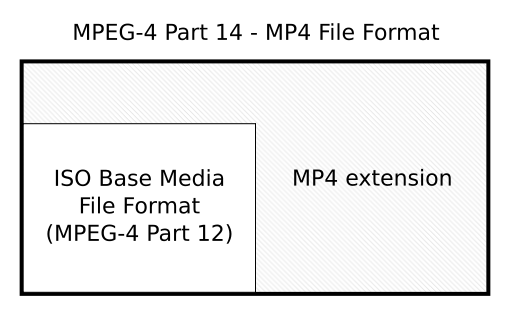 MPEG-4 Part 14 - MP4 File Format
ISO Base Media
File Format
(MPEG-4 Part 12)
MP4 extension